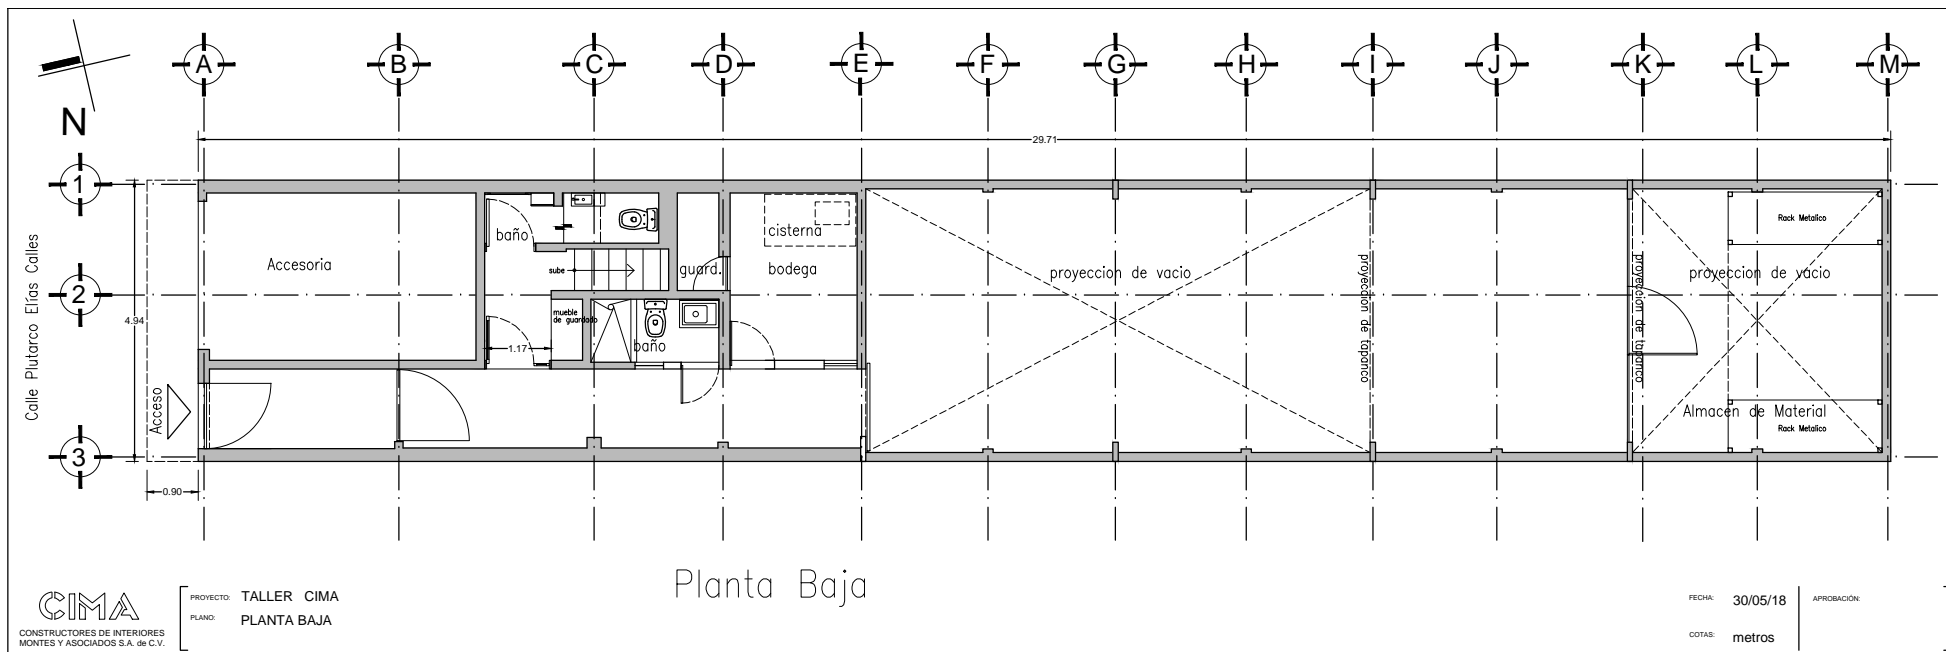 A B C D E F G H I J K L M
N
29.71
1
2
3
4.94
0.90
1.17
Calle Plutarco Elías Calles
Acceso
Accesoria
baño
sube
guard.
cisterna
bodega
mueble
de guardado
baño
proyeccion de vacio
proyeccion de tapanco
proyeccion de tapanco
proyeccion de vacio
Rack Metalico
Almacen de Material
Rack Metalico
Planta Baja
CIMA
CONSTRUCTORES DE INTERIORES
MONTES Y ASOCIADOS S.A. de C.V.
PROYECTO: TALLER CIMA
PLANO: PLANTA BAJA
FECHA: 30/05/18
COTAS: metros
APROBACIÓN: